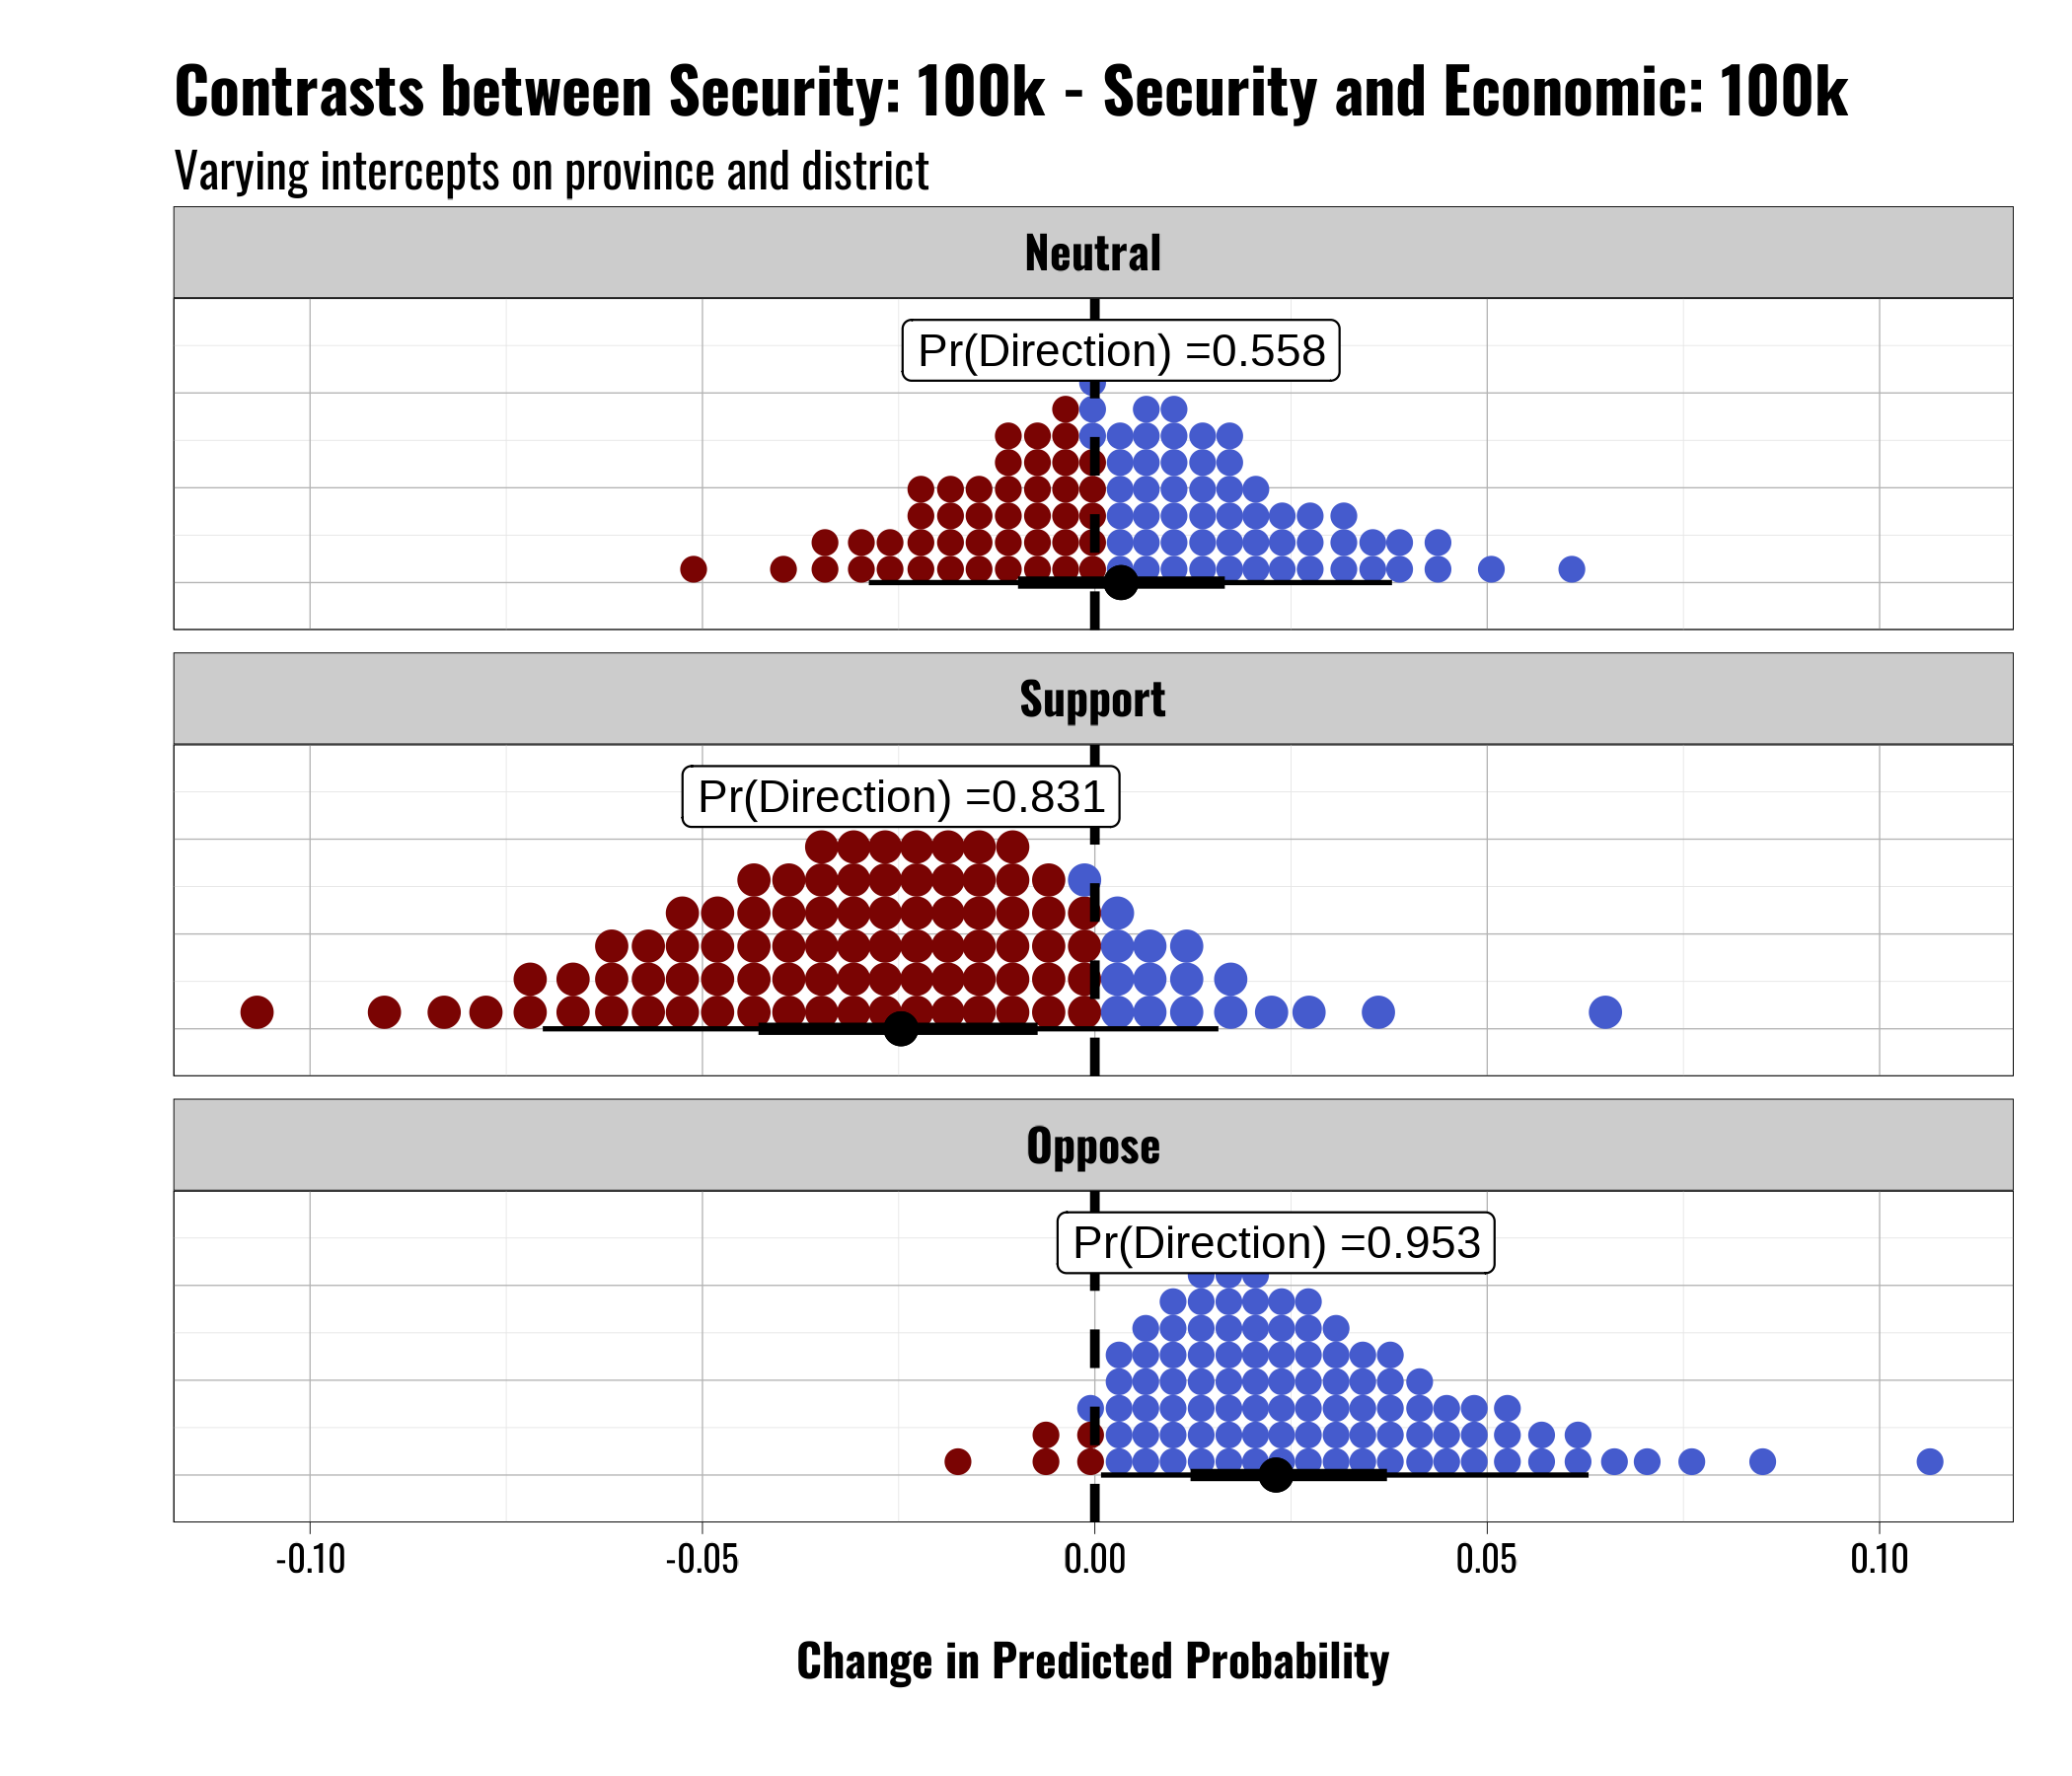 Contrasts between Security: 100k - Security and Economic: 100k
Varying intercepts on province and district
Neutral
Pr(Direction) =0.558
Support
Pr(Direction) =0.831
Oppose
Pr(Direction) =0.953
-0.10 -0.05 0.00 0.05 0.10
Change in Predicted Probability